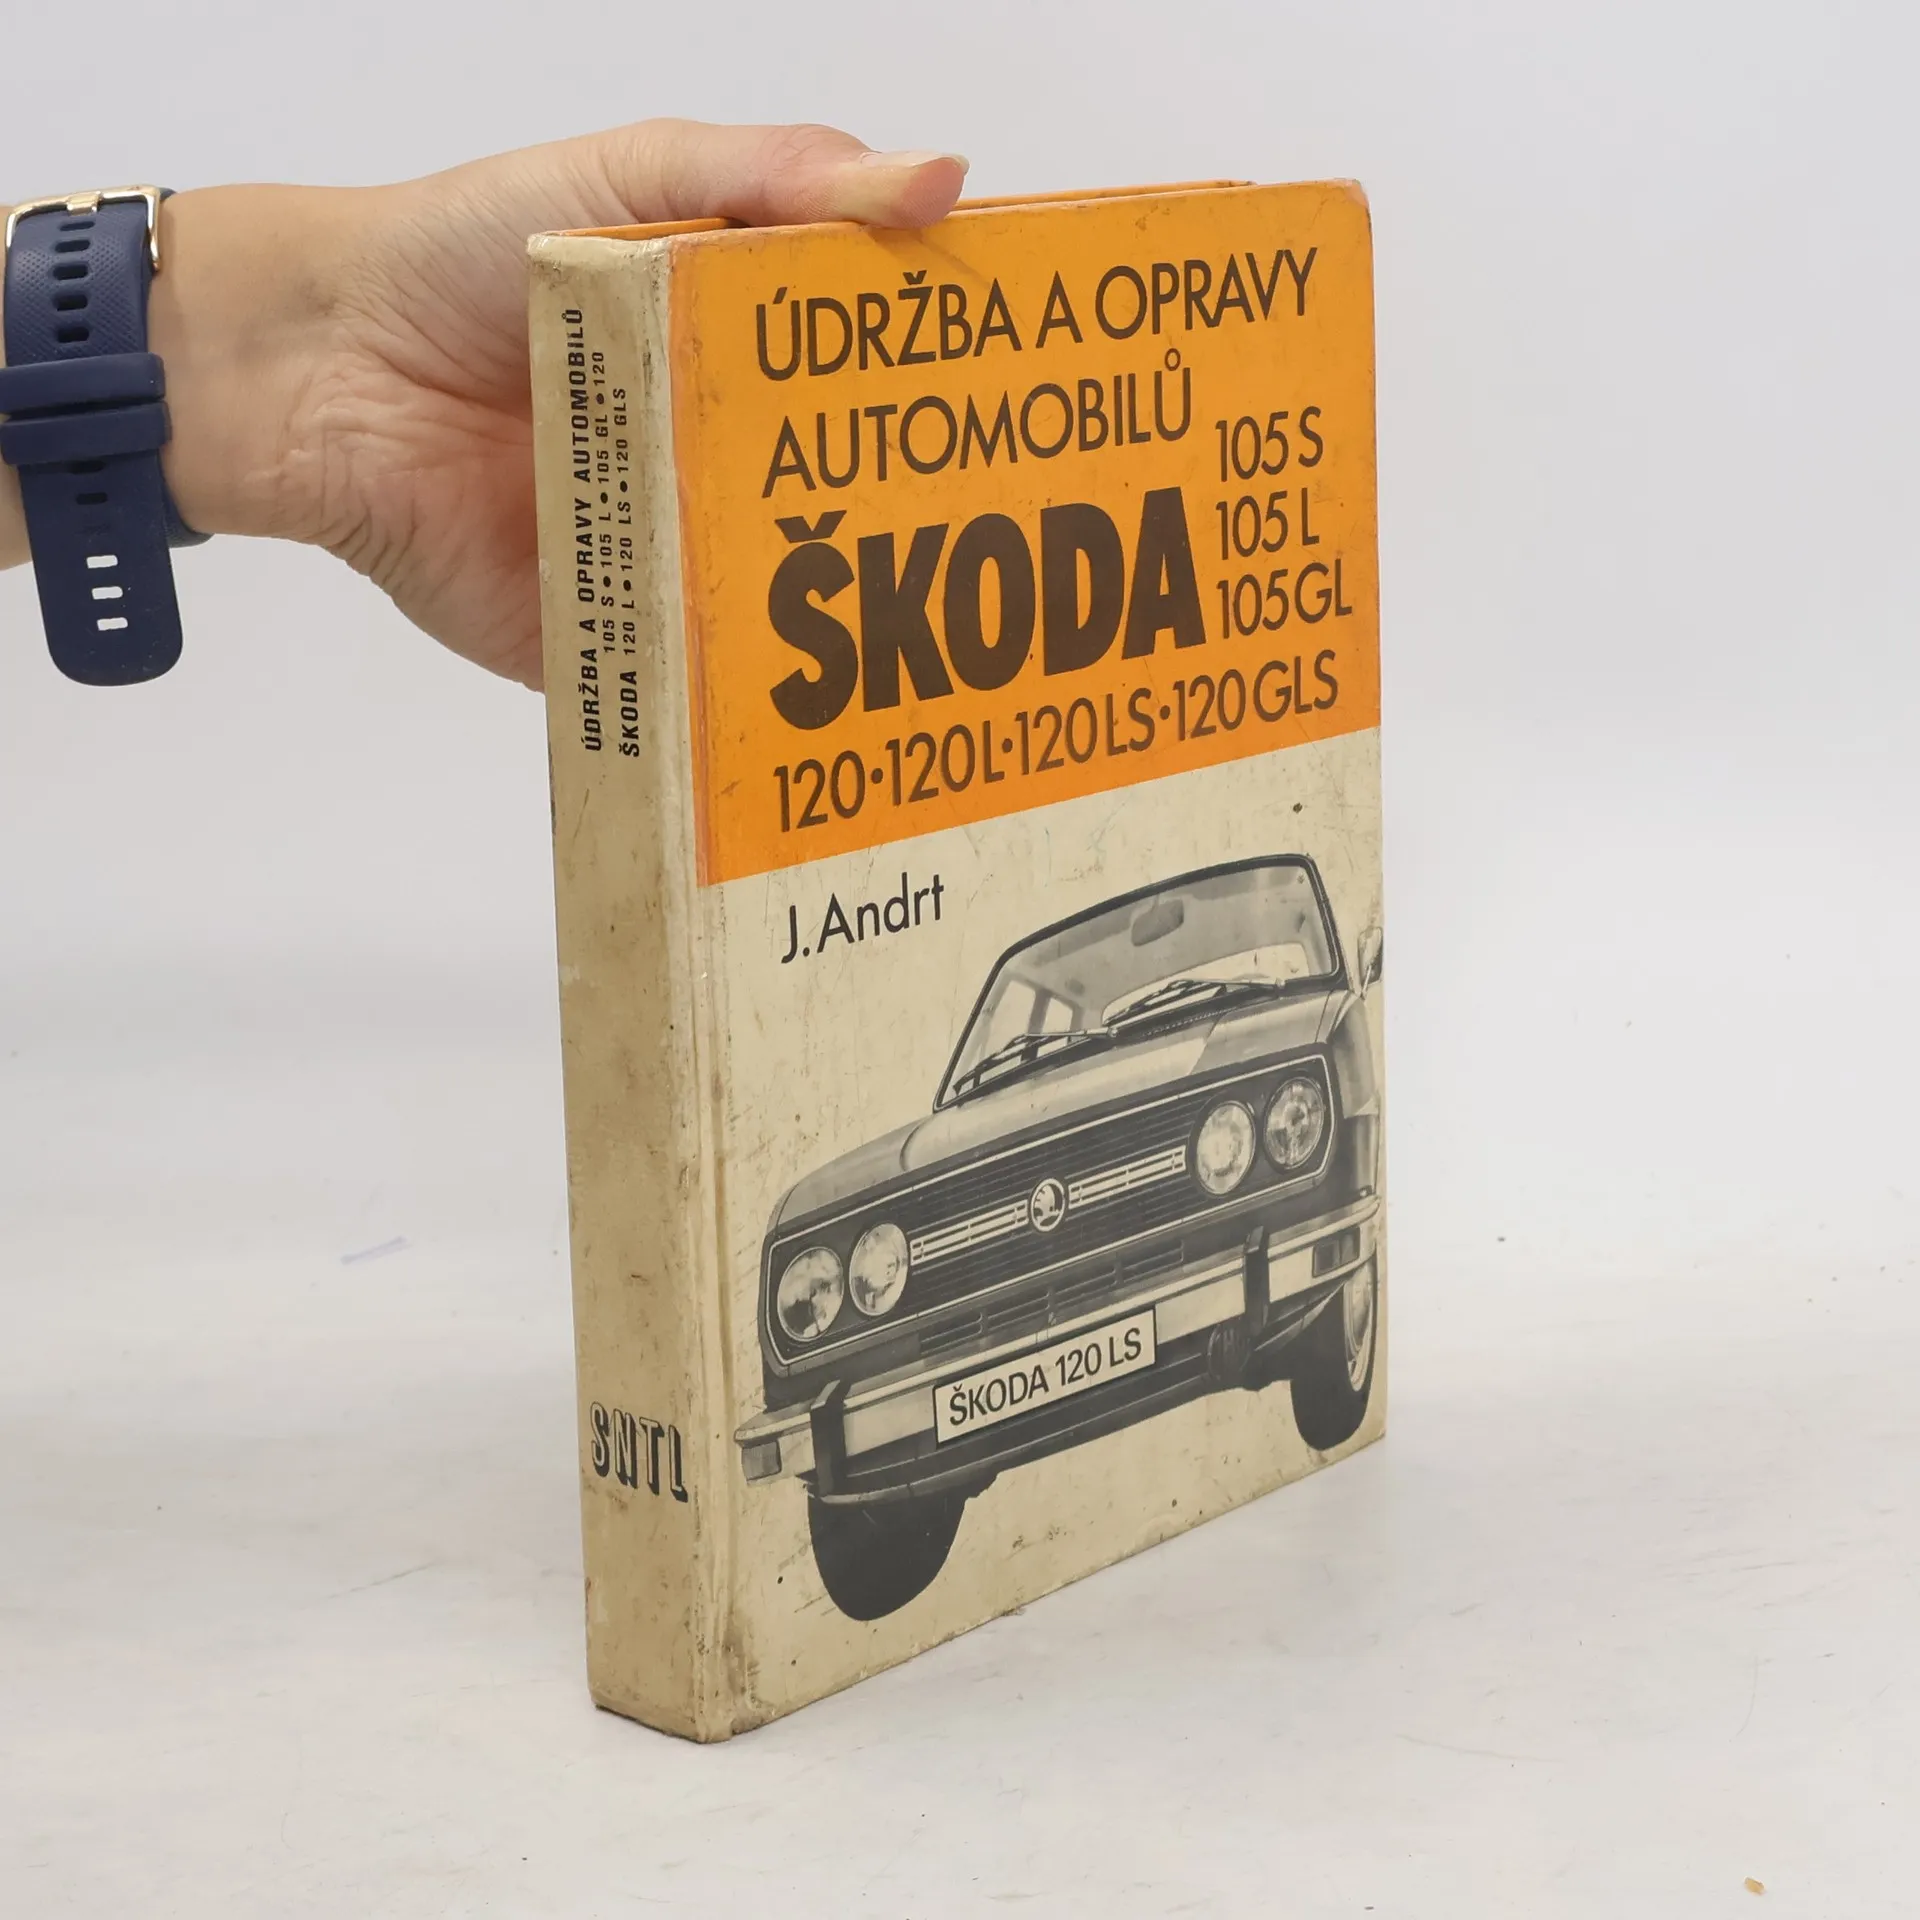 ÚDRŽBA A OPRAVY AUTOMOBILŮ
105 S • 105 L • 105 GL • 120
ŠKODA 120 L • 120 LS • 120 GLS
SNTL
ÚDRŽBA A OPRAVY
AUTOMOBILŮ
ŠKODA
105 S
105 L
105 GL
120•120L•120LS•120GLS
J. Andrt
ŠKODA 120 LS